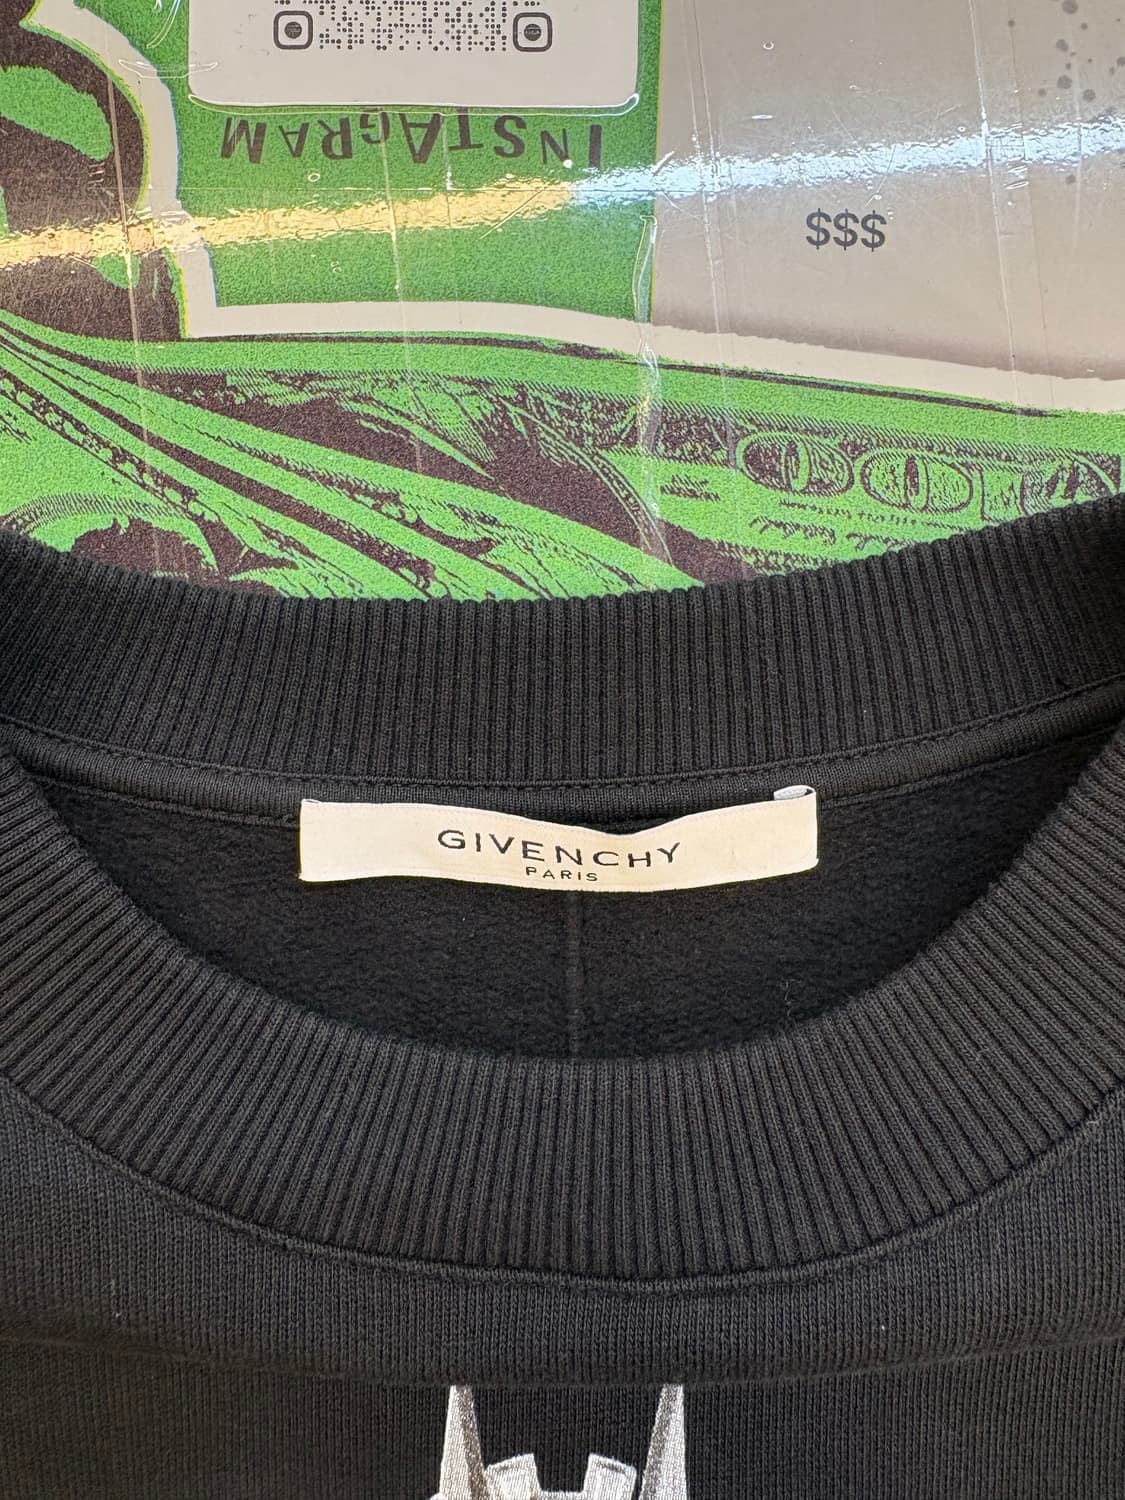 INSTAGRAM
$$$
GIVENCHY
PARIS